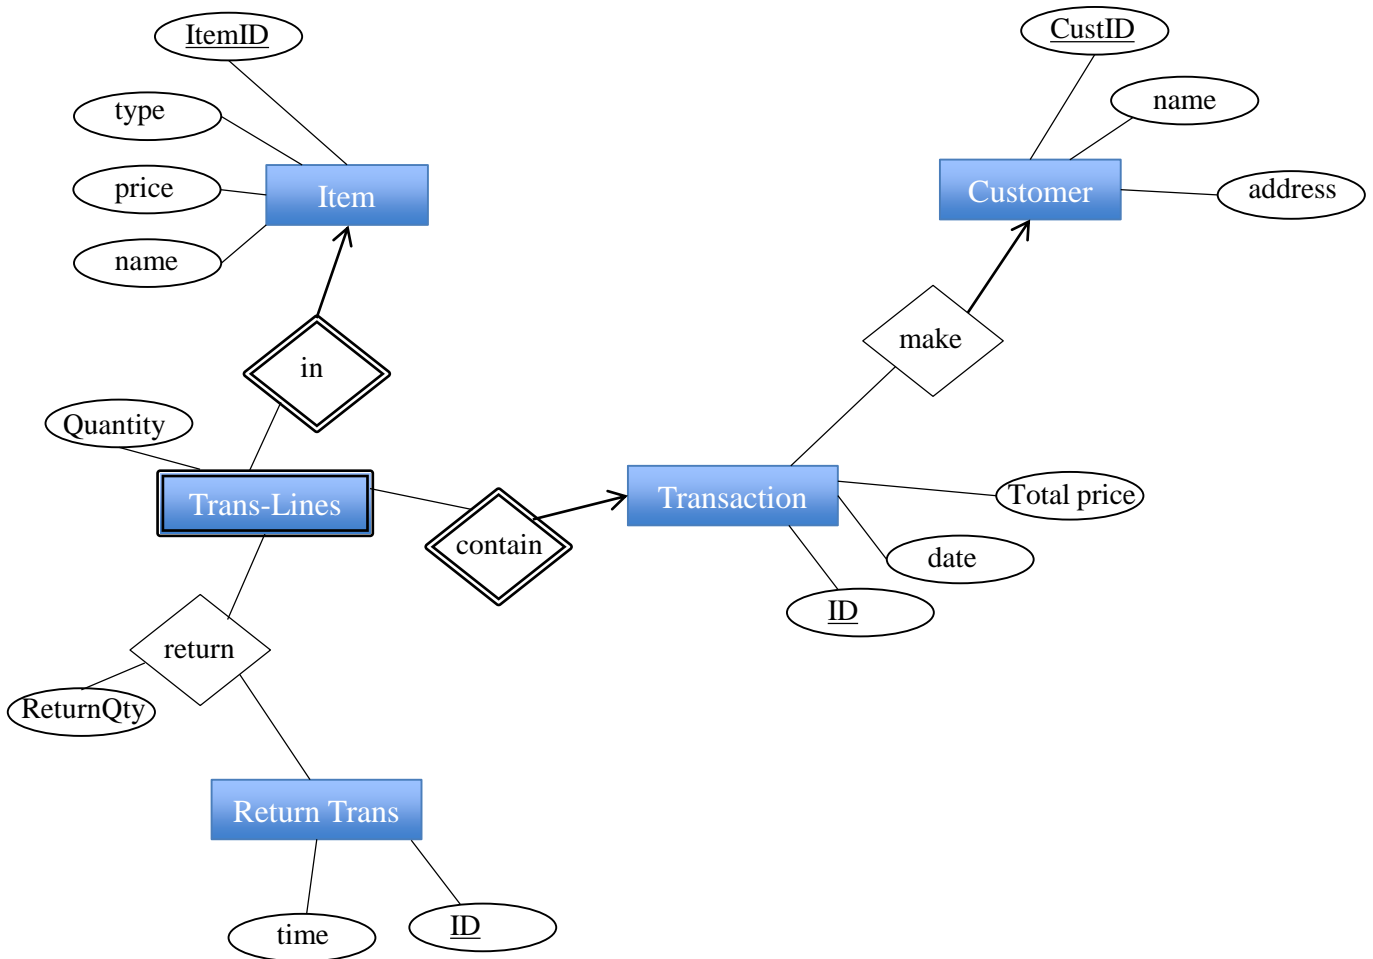 ItemID
CustID
type
name
price
Item
Customer
address
name
make
in
Quantity
Trans-Lines
Transaction
Total price
contain
date
ID
return
ReturnQty
Return Trans
time
ID